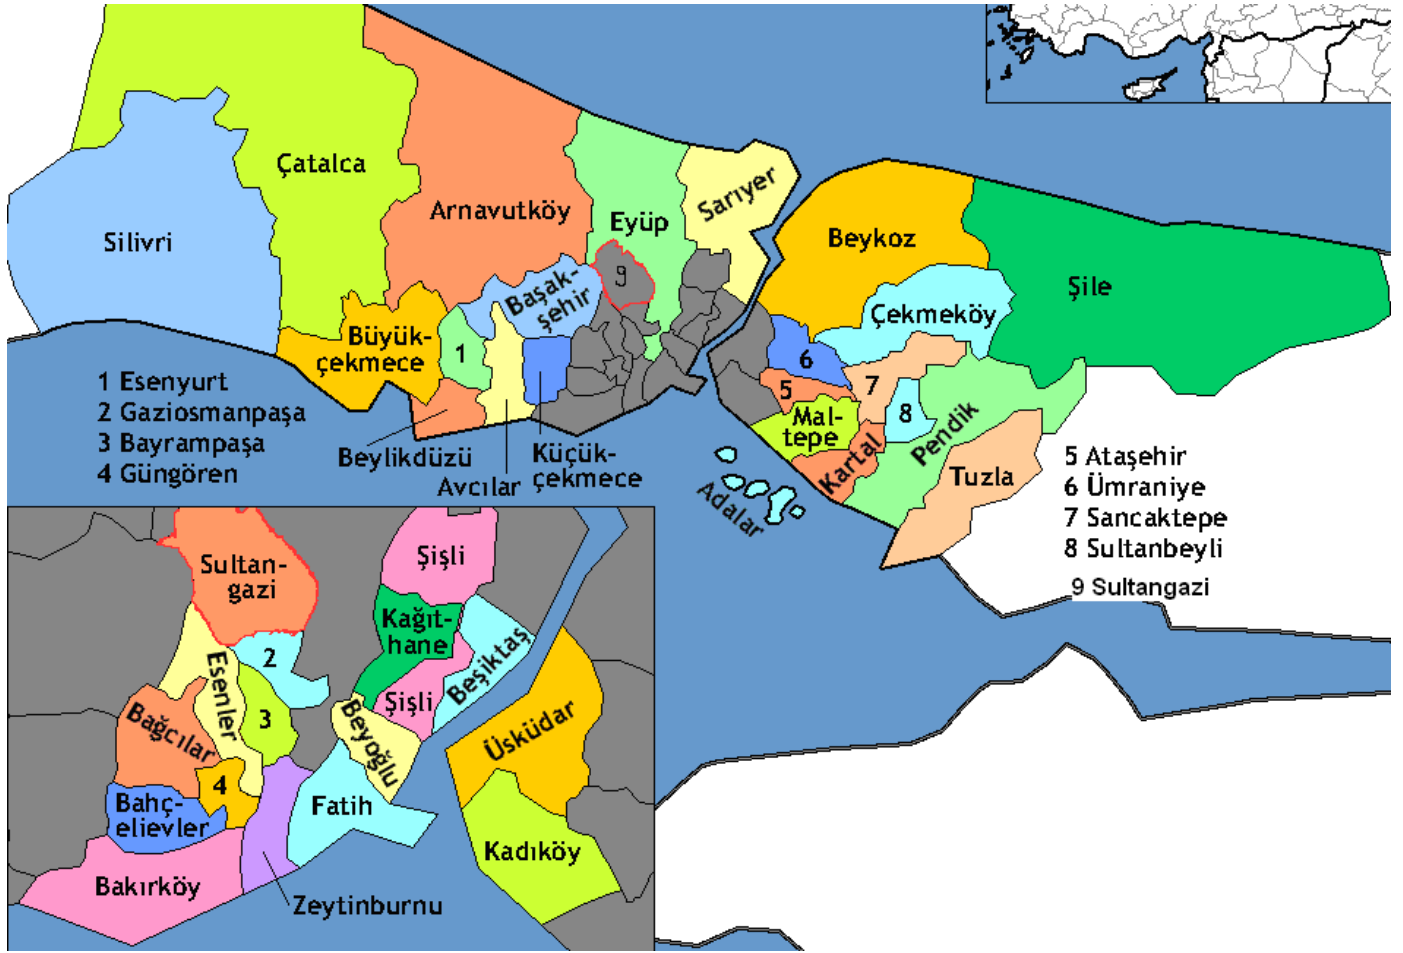 Çatalca
Silivri
Arnavutköy
Eyüp
Sarıyer
9
Beykoz
Şile
Çekmeköy
Başak-
şehir
Büyük-
çekmece
1
6
5
7
8
Mal-
tepe
Kartal
Pendik
Tuzla
Adalar
Beylikdüzü
Avcılar
Küçük-
çekmece
1 Esenyurt
2 Gaziosmanpaşa
3 Bayrampaşa
4 Güngören
5 Ataşehir
6 Ümraniye
7 Sancaktepe
8 Sultanbeyli
9 Sultangazi
Sultan-
gazi
Şişli
Kağıt-
hane
2
Esenler
Şişli
Beşiktaş
3
Bağcılar
Beyoğlu
Üsküdar
4
Bahç-
elievler
Fatih
Kadıköy
Bakırköy
Zeytinburnu